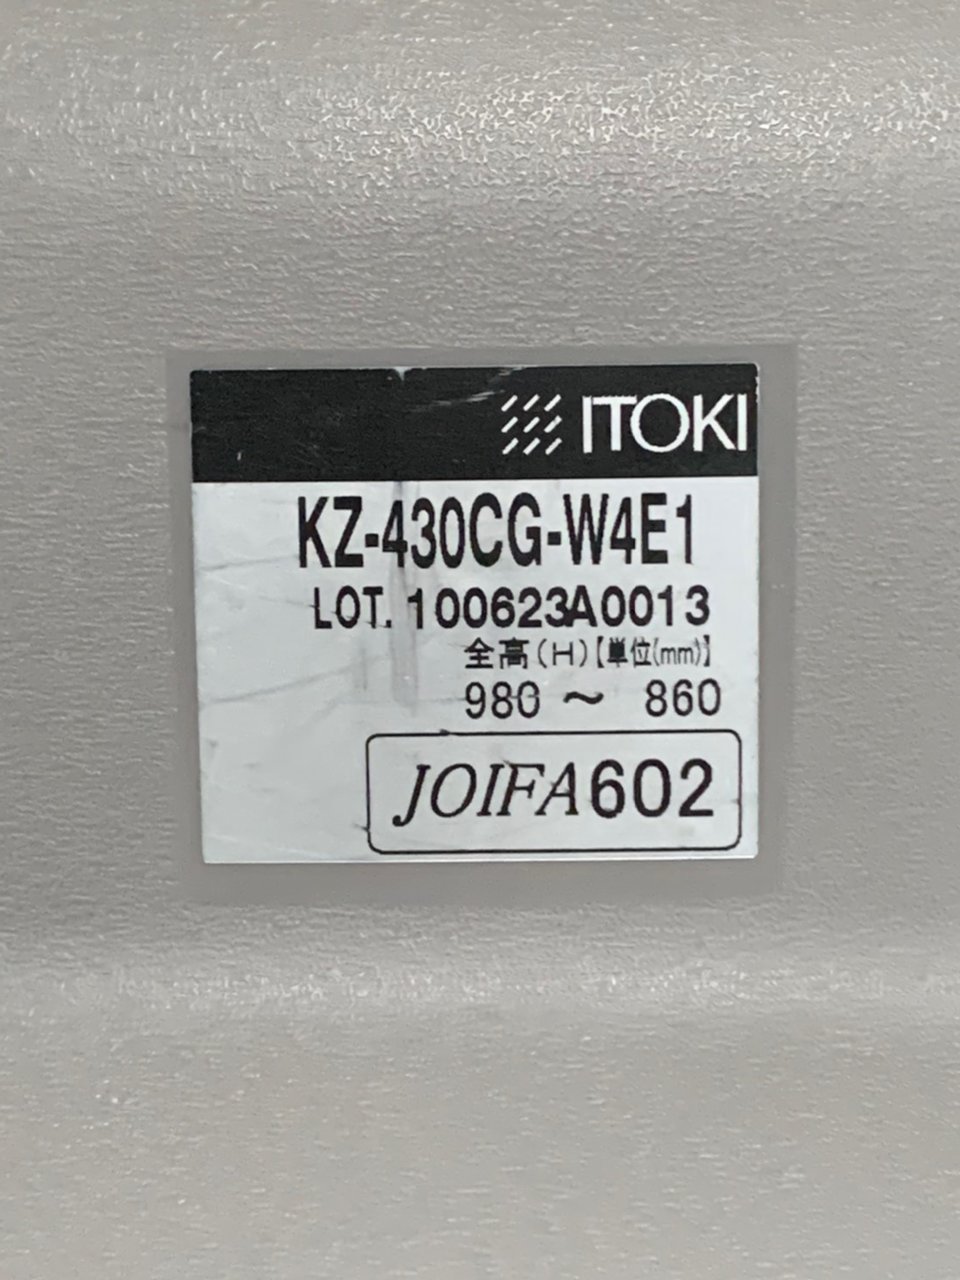 ITOKI
KZ-430CG-W4E1
LOT. 100623A0013
全高(H)【単位(mm)】
980 ～ 860
JOIFA602